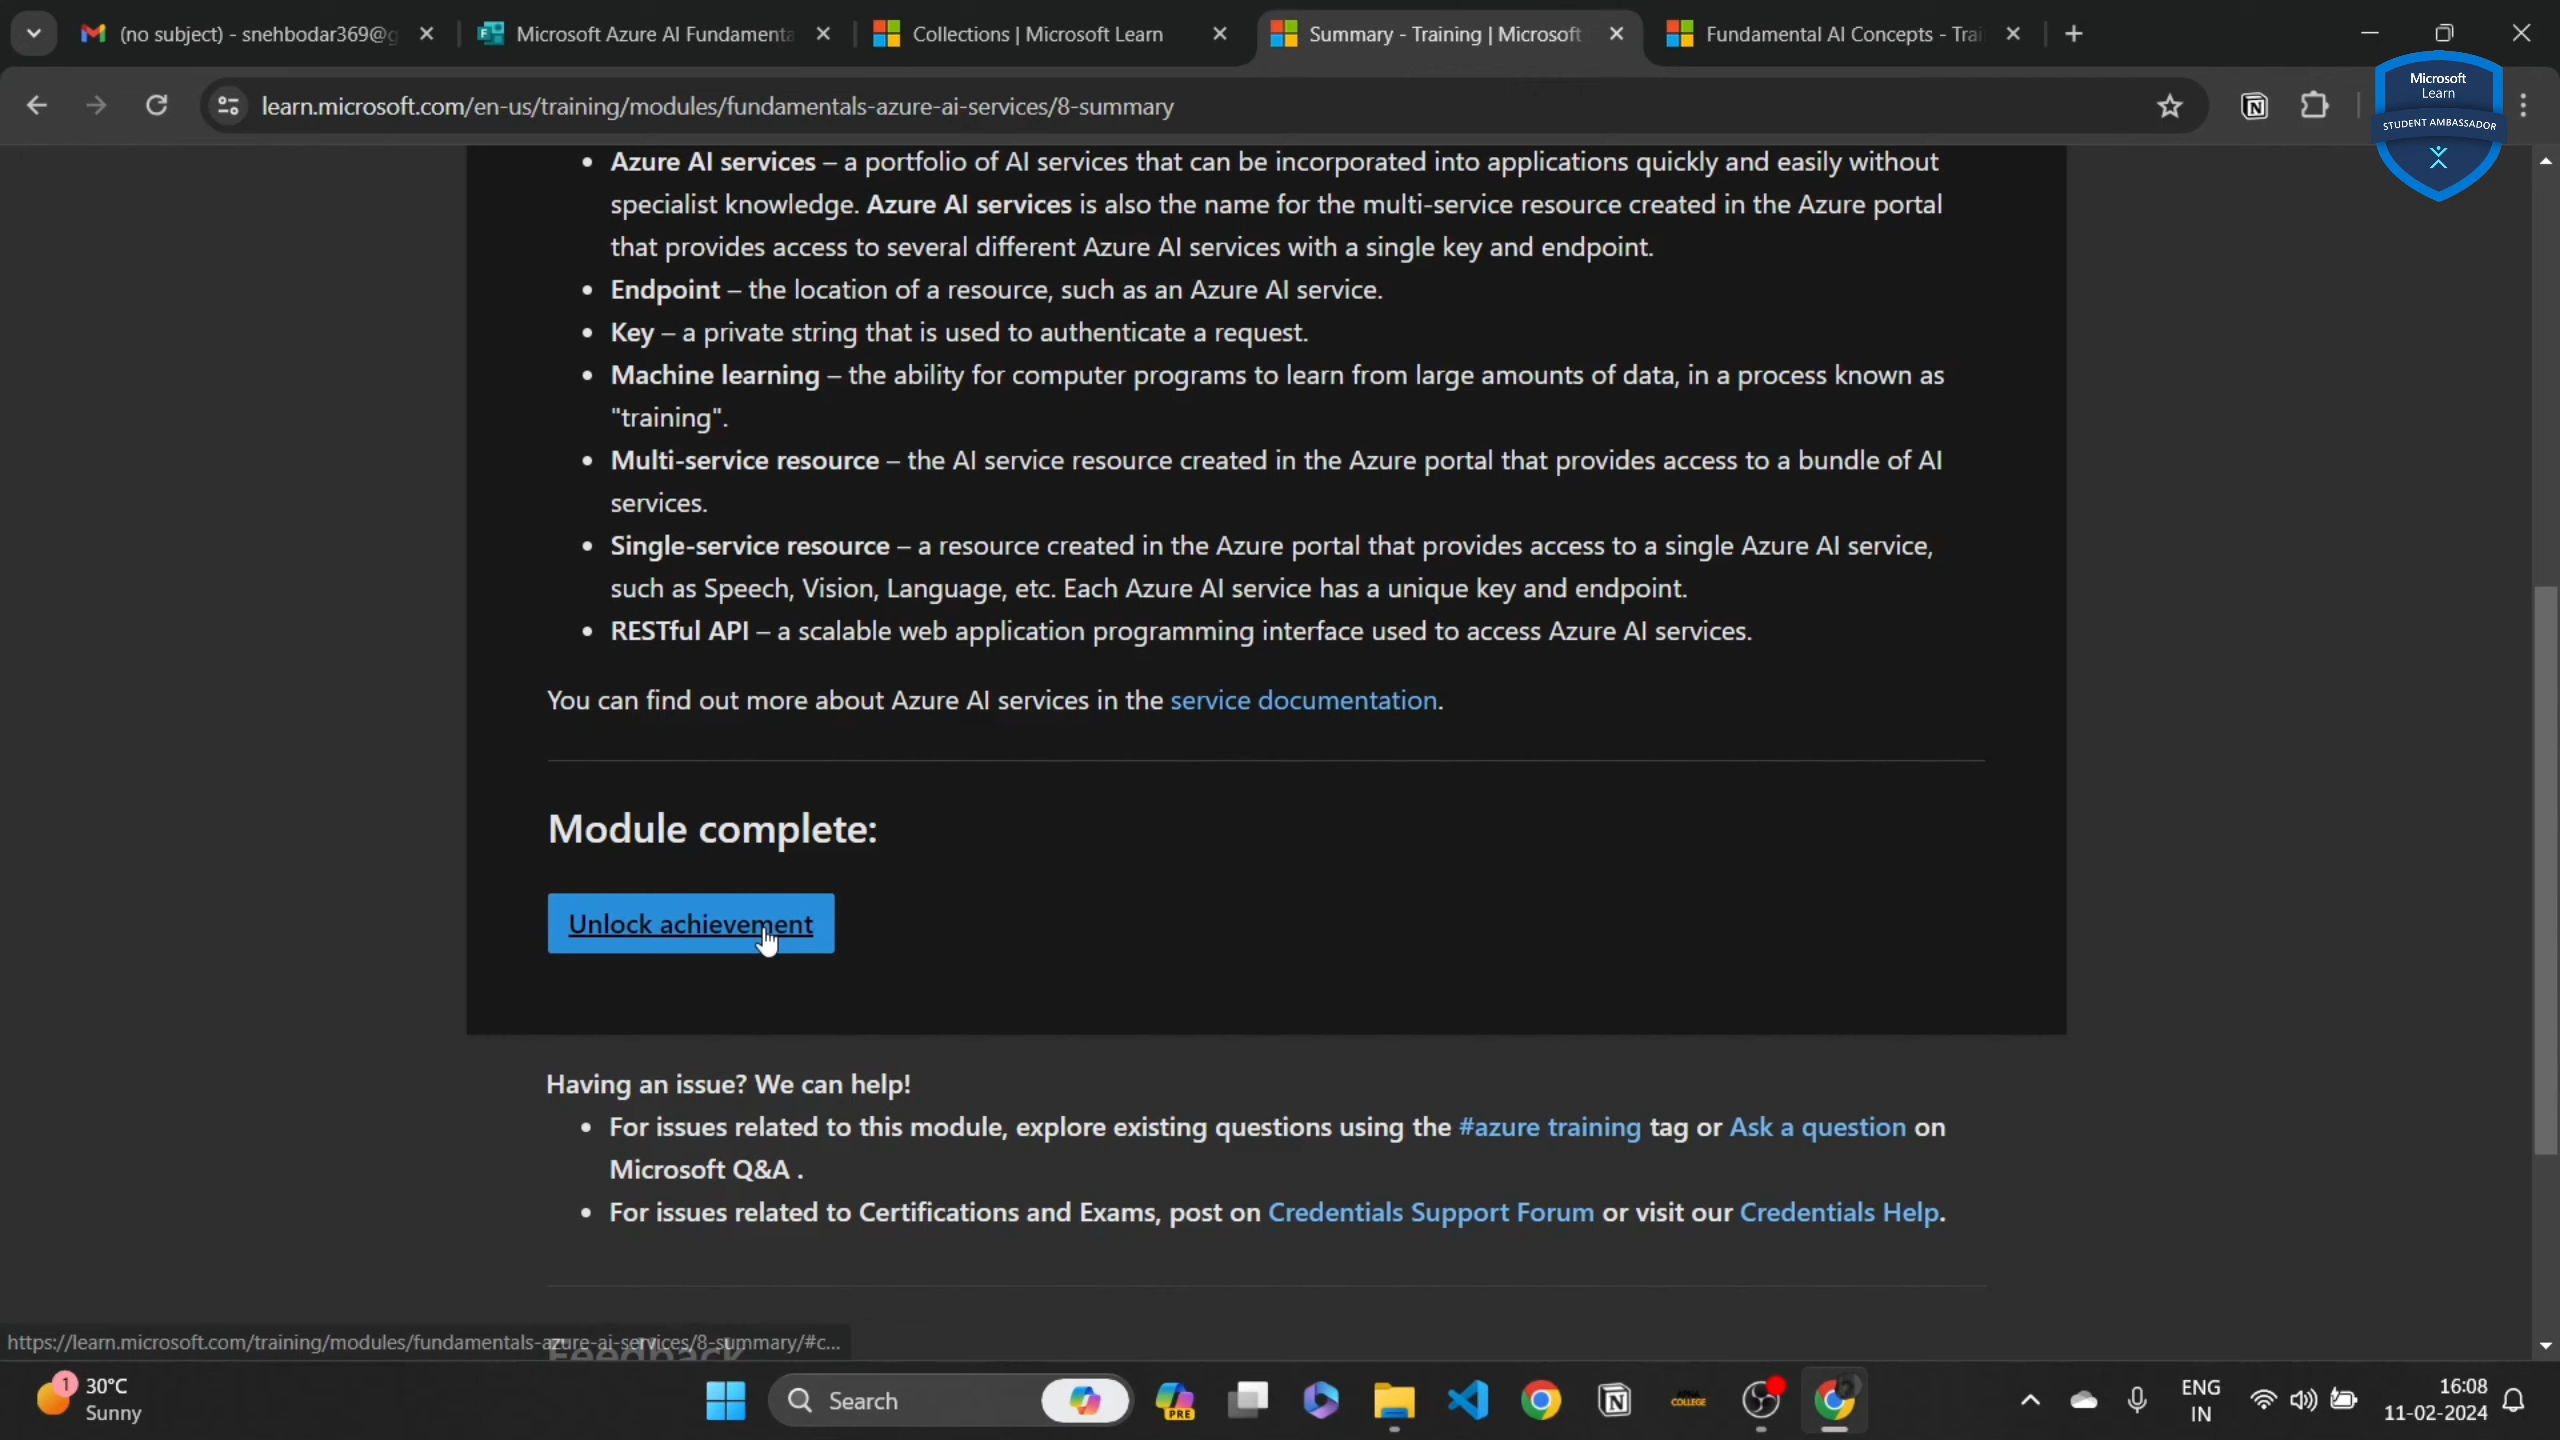 (no subject) - snehbodar369@g
Microsoft Azure AI Fundamenta
Collections | Microsoft Learn
Summary - Training | Microsoft
Fundamental AI Concepts - Trai
learn.microsoft.com/en-us/training/modules/fundamentals-azure-ai-services/8-summary
Microsoft
Learn
STUDENT AMBASSADOR
• Azure AI services – a portfolio of AI services that can be incorporated into applications quickly and easily without
specialist knowledge. Azure AI services is also the name for the multi-service resource created in the Azure portal
that provides access to several different Azure AI services with a single key and endpoint.
• Endpoint – the location of a resource, such as an Azure AI service.
• Key – a private string that is used to authenticate a request.
• Machine learning – the ability for computer programs to learn from large amounts of data, in a process known as
"training".
• Multi-service resource – the AI service resource created in the Azure portal that provides access to a bundle of AI
services.
• Single-service resource – a resource created in the Azure portal that provides access to a single Azure AI service,
such as Speech, Vision, Language, etc. Each Azure AI service has a unique key and endpoint.
• RESTful API – a scalable web application programming interface used to access Azure AI services.
You can find out more about Azure AI services in the service documentation.
Module complete:
Unlock achievement
Having an issue? We can help!
• For issues related to this module, explore existing questions using the #azure training tag or Ask a question on
Microsoft Q&A .
• For issues related to Certifications and Exams, post on Credentials Support Forum or visit our Credentials Help.
Feedback
https://learn.microsoft.com/training/modules/fundamentals-azure-ai-services/8-summary/#c...
1
30°C
Sunny
Search
PRE
COLLEGE
ENG
IN
16:08
11-02-2024